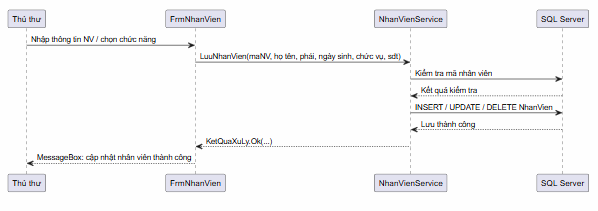 Thủ thư FrmNhanVien NhanVienService SQL Server
Nhập thông tin NV / chọn chức năng
LuuNhanVien(maNV, họ tên, phái, ngày sinh, chức vụ, sdt)
Kiểm tra mã nhân viên
Kết quả kiểm tra
INSERT / UPDATE / DELETE NhanVien
Lưu thành công
KetQuaXuLy.Ok(...)
MessageBox: cập nhật nhân viên thành công
Thủ thư FrmNhanVien NhanVienService SQL Server